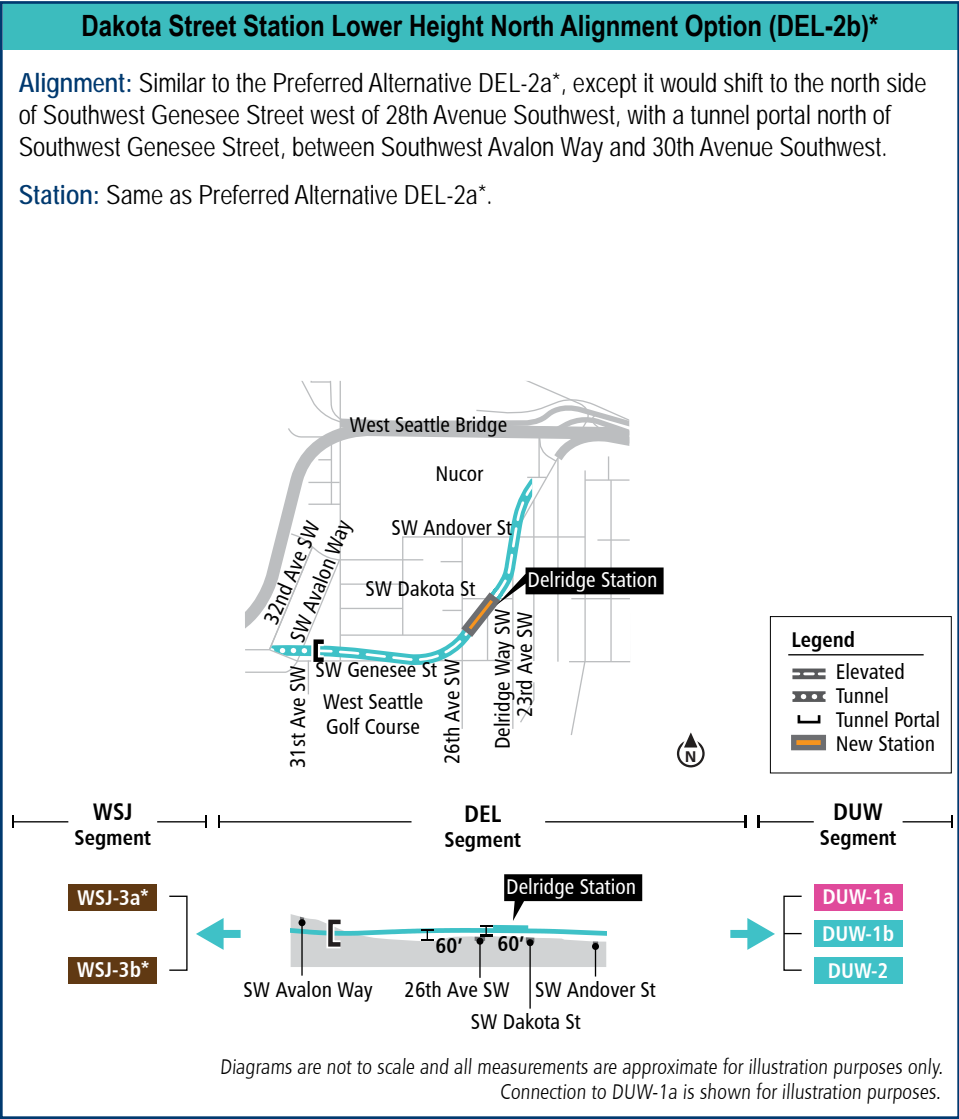 Dakota Street Station Lower Height North Alignment Option (DEL-2b)*
Alignment: Similar to the Preferred Alternative DEL-2a*, except it would shift to the north side
of Southwest Genesee Street west of 28th Avenue Southwest, with a tunnel portal north of
Southwest Genesee Street, between Southwest Avalon Way and 30th Avenue Southwest.
Station: Same as Preferred Alternative DEL-2a*.
West Seattle Bridge
Nucor
SW Andover St
32nd Ave SW
SW Avalon Way
SW Dakota St
Delridge Station
SW Genesee St
31st Ave SW
West Seattle
Golf Course
26th Ave SW
Delridge Way SW
23rd Ave SW
N
Legend
Elevated
Tunnel
Tunnel Portal
New Station
WSJ
Segment
DEL
Segment
DUW
Segment
WSJ-3a*
WSJ-3b*
Delridge Station
60’
60’
SW Avalon Way
26th Ave SW
SW Andover St
SW Dakota St
DUW-1a
DUW-1b
DUW-2
Diagrams are not to scale and all measurements are approximate for illustration purposes only.
Connection to DUW-1a is shown for illustration purposes.